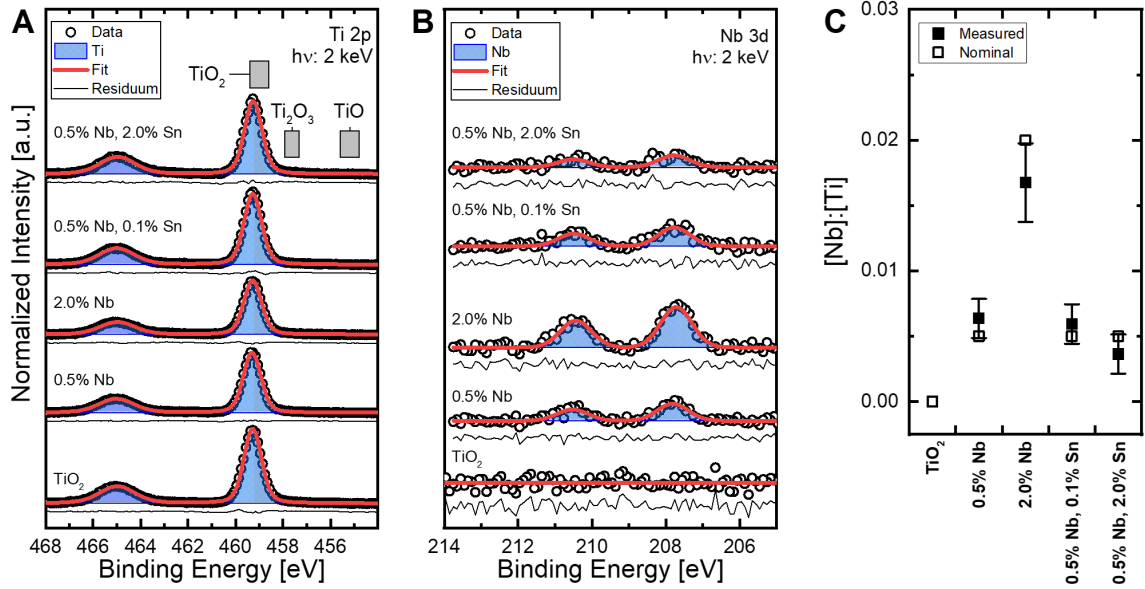 A
Data
Ti
Fit
Residuum
Ti 2p
hν: 2 keV
TiO₂
Ti₂O₃
TiO
0.5% Nb, 2.0% Sn
0.5% Nb, 0.1% Sn
2.0% Nb
0.5% Nb
TiO₂
Normalized Intensity [a.u.]
468 466 464 462 460 458 456
Binding Energy [eV]
B
Data
Nb
Fit
Residuum
Nb 3d
hν: 2 keV
0.5% Nb, 2.0% Sn
0.5% Nb, 0.1% Sn
2.0% Nb
0.5% Nb
TiO₂
214 212 210 208 206
Binding Energy [eV]
C
Measured
Nominal
[Nb]:[Ti]
0.03
0.02
0.01
0.00
TiO₂
0.5% Nb
2.0% Nb
0.5% Nb, 0.1% Sn
0.5% Nb, 2.0% Sn